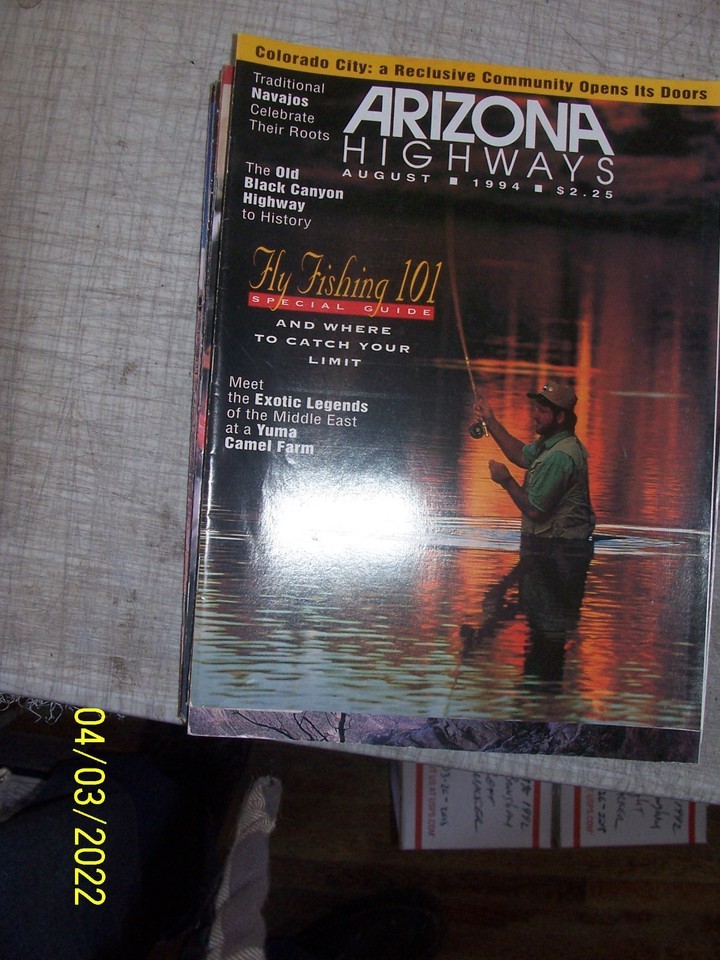 Colorado City: a Reclusive Community Opens Its Doors
Traditional
Navajos
Celebrate
Their Roots
ARIZONA
HIGHWAYS
AUGUST ■ 1994 ■ $2.25
The Old
Black Canyon
Highway
to History
Fly Fishing 101
SPECIAL GUIDE
AND WHERE
TO CATCH YOUR
LIMIT
Meet
the Exotic Legends
of the Middle East
at a Yuma
Camel Farm
04/03/2022
1992
1992